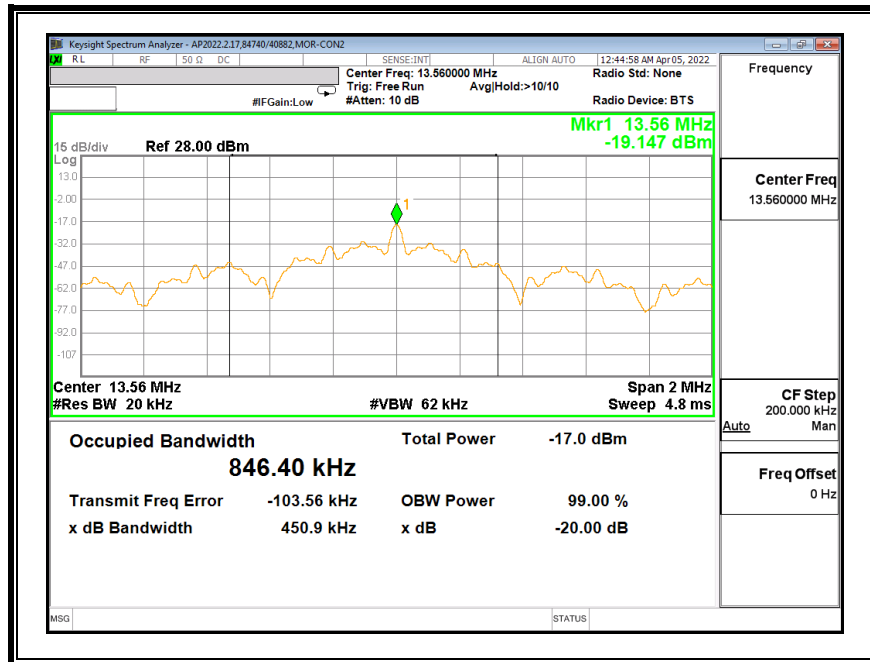 Keysight Spectrum Analyzer - AP2022.2.17,84740/40882,MOR-CON2
LXI RL RF 50 Ω DC SENSE:INT ALIGN AUTO 12:44:58 AM Apr 05, 2022
Center Freq: 13.560000 MHz Radio Std: None
Trig: Free Run Avg|Hold:>10/10
#IFGain:Low #Atten: 10 dB Radio Device: BTS
Mkr1 13.56 MHz
15 dB/div Ref 28.00 dBm -19.147 dBm
Log
13.0
-2.00
-17.0
-32.0
-47.0
-62.0
-77.0
-92.0
-107
1
Center 13.56 MHz Span 2 MHz
#Res BW 20 kHz #VBW 62 kHz Sweep 4.8 ms
Occupied Bandwidth Total Power -17.0 dBm
846.40 kHz
Transmit Freq Error -103.56 kHz OBW Power 99.00 %
x dB Bandwidth 450.9 kHz x dB -20.00 dB
MSG STATUS
Frequency
Center Freq
13.560000 MHz
CF Step
200.000 kHz
Auto Man
Freq Offset
0 Hz